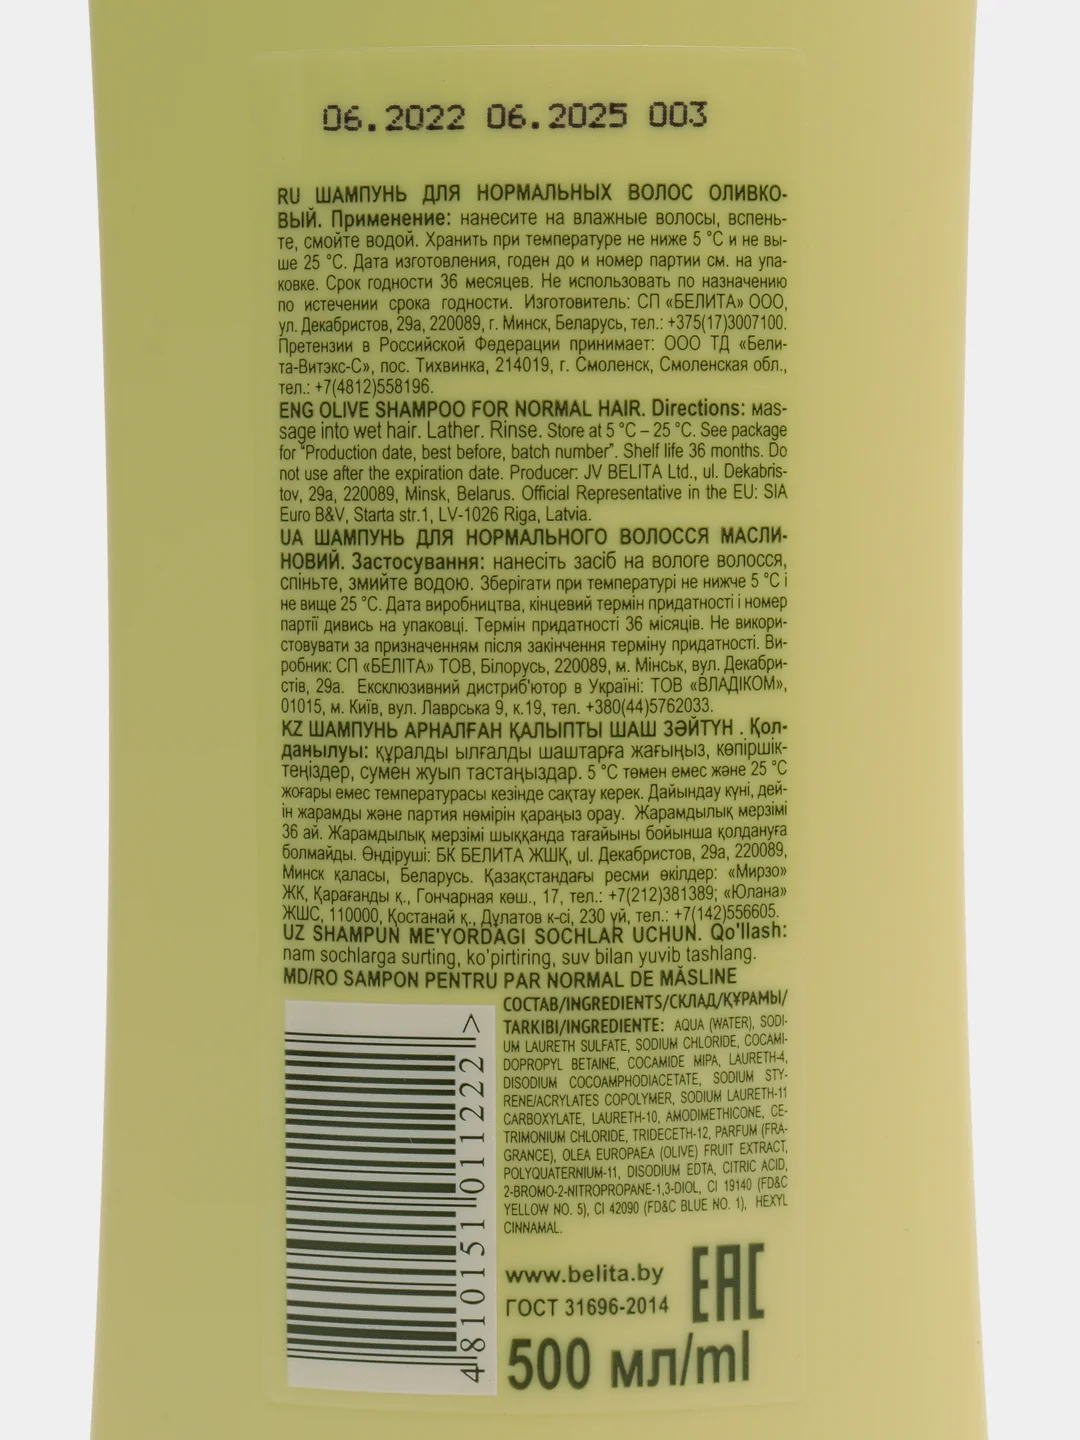 06.2022 06.2025 003
RU ШАМПУНЬ ДЛЯ НОРМАЛЬНЫХ ВОЛОС ОЛИВКО-
ВЫЙ. Применение: нанесите на влажные волосы, вспень-
те, смойте водой. Хранить при температуре не ниже 5 °С и не вы-
ше 25 °С. Дата изготовления, годен до и номер партии см. на упа-
ковке. Срок годности 36 месяцев. Не использовать по назначению
по истечении срока годности. Изготовитель: СП «БЕЛИТА» ООО,
ул. Декабристов, 29а, 220089, г. Минск, Беларусь, тел.: +375(17)3007100.
Претензии в Российской Федерации принимает: ООО ТД «Бели-
та-Витэкс-С», пос. Тихвинка, 214019, г. Смоленск, Смоленская обл.,
тел.: +7(4812)558196.
ENG OLIVE SHAMPOO FOR NORMAL HAIR. Directions: mas-
sage into wet hair. Lather. Rinse. Store at 5 °C – 25 °C. See package
for “Production date, best before, batch number”. Shelf life 36 months. Do
not use after the expiration date. Producer: JV BELITA Ltd., ul. Dekabris-
tov, 29a, 220089, Minsk, Belarus. Official Representative in the EU: SIA
Euro B&V, Starta str.1, LV-1026 Riga, Latvia.
UA ШАМПУНЬ ДЛЯ НОРМАЛЬНОГО ВОЛОССЯ МАСЛИ-
НОВИЙ. Застосування: нанесіть засіб на вологе волосся,
спіньте, змийте водою. Зберігати при температурі не нижче 5 °С і
не вище 25 °С. Дата виробництва, кінцевий термін придатності і номер
партії дивись на упаковці. Термін придатності 36 місяців. Не викори-
стовувати за призначенням після закінчення терміну придатності. Ви-
робник: СП «БЕЛІТА» ТОВ, Білорусь, 220089, м. Мінськ, вул. Декабри-
стів, 29а. Ексклюзивний дистриб'ютор в Україні: ТОВ «ВЛАДІКОМ»,
01015, м. Київ, вул. Лаврська 9, к.19, тел. +380(44)5762033.
KZ ШАМПУНЬ АРНАЛҒАН ҚАЛЫПТЫ ШАШ ЗӘЙТҮН . Қол-
данылуы: құралды ылғалды шаштарға жағыңыз, көпіршік-
теңіздер, сумен жуып тастаңыздар. 5 °С төмен емес және 25 °С
жоғары емес температурасы кезінде сақтау керек. Дайындау күні, дей-
ін жарамды және партия нөмірін қараңыз орау. Жарамдылық мерзімі
36 ай. Жарамдылық мерзімі шыққанда тағайыны бойынша қолдануға
болмайды. Өндіруші: БК БЕЛИТА ЖШҚ, ul. Декабристов, 29а, 220089,
Минск қаласы, Беларусь. Қазақстандағы ресми өкілдер: «Мирзо»
ЖК, Қарағанды қ., Гончарная көш., 17, тел.: +7(212)381389; «Юлана»
ЖШС, 110000, Қостанай қ., Дулатов к-сі, 230 үй, тел.: +7(142)556605.
UZ SHAMPUN ME'YORDAGI SOCHLAR UCHUN. Qo'llash:
nam sochlarga surting, ko'pirtiring, suv bilan yuvib tashlang.
MD/RO SAMPON PENTRU PAR NORMAL DE MĂSLINE
СОСТАВ/INGREDIENTS/СКЛАД/ҚҰРАМЫ/
TARKIBI/INGREDIENTE: AQUA (WATER), SODI-
UM LAURETH SULFATE, SODIUM CHLORIDE, COCAMI-
DOPROPYL BETAINE, COCAMIDE MIPA, LAURETH-4,
DISODIUM COCOAMPHODIACETATE, SODIUM STY-
RENE/ACRYLATES COPOLYMER, SODIUM LAURETH-11
CARBOXYLATE, LAURETH-10, AMODIMETHICONE, CE-
TRIMONIUM CHLORIDE, TRIDECETH-12, PARFUM (FRA-
GRANCE), OLEA EUROPAEA (OLIVE) FRUIT EXTRACT,
POLYQUATERNIUM-11, DISODIUM EDTA, CITRIC ACID,
2-BROMO-2-NITROPROPANE-1,3-DIOL, CI 19140 (FD&C
YELLOW NO. 5), CI 42090 (FD&C BLUE NO. 1), HEXYL
CINNAMAL.
4 810151 011222 >
www.belita.by
ГОСТ 31696-2014
EAC
500 мл/ml